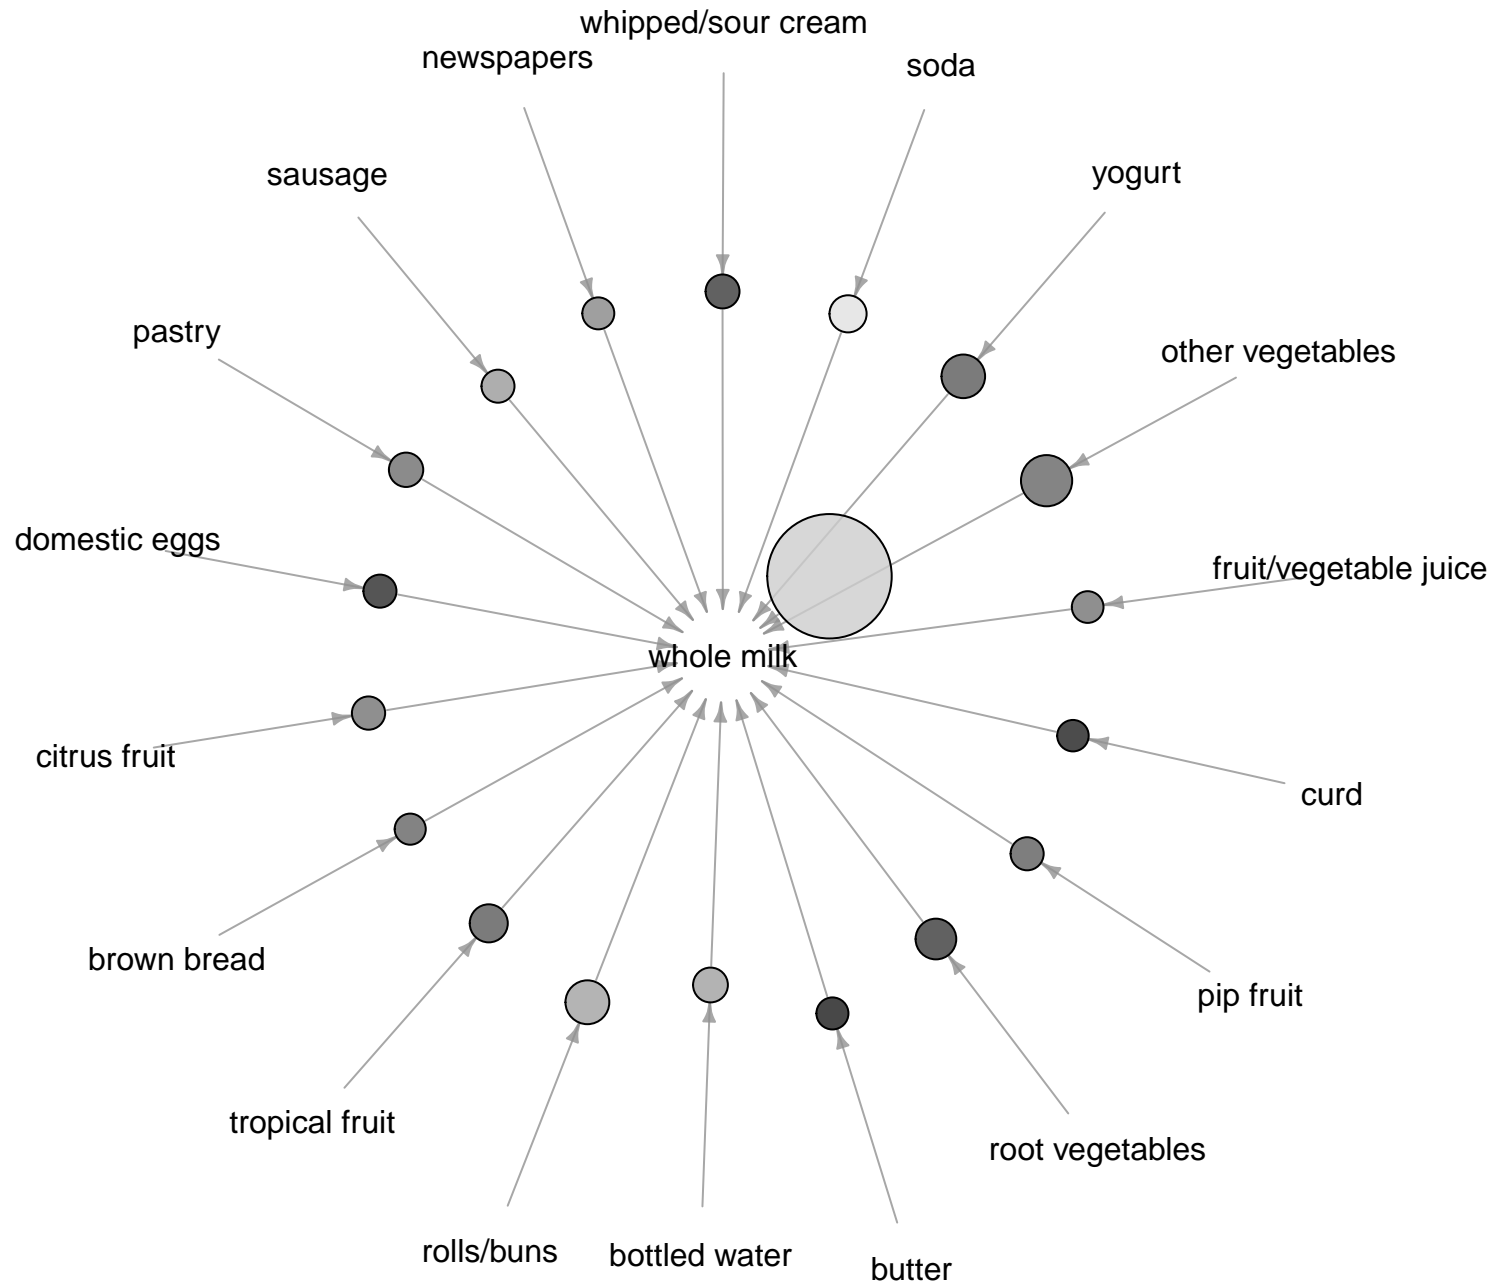 whipped/sour cream
newspapers
soda
sausage
yogurt
pastry
other vegetables
domestic eggs
fruit/vegetable juice
whole milk
citrus fruit
curd
brown bread
pip fruit
tropical fruit
root vegetables
rolls/buns
bottled water
butter